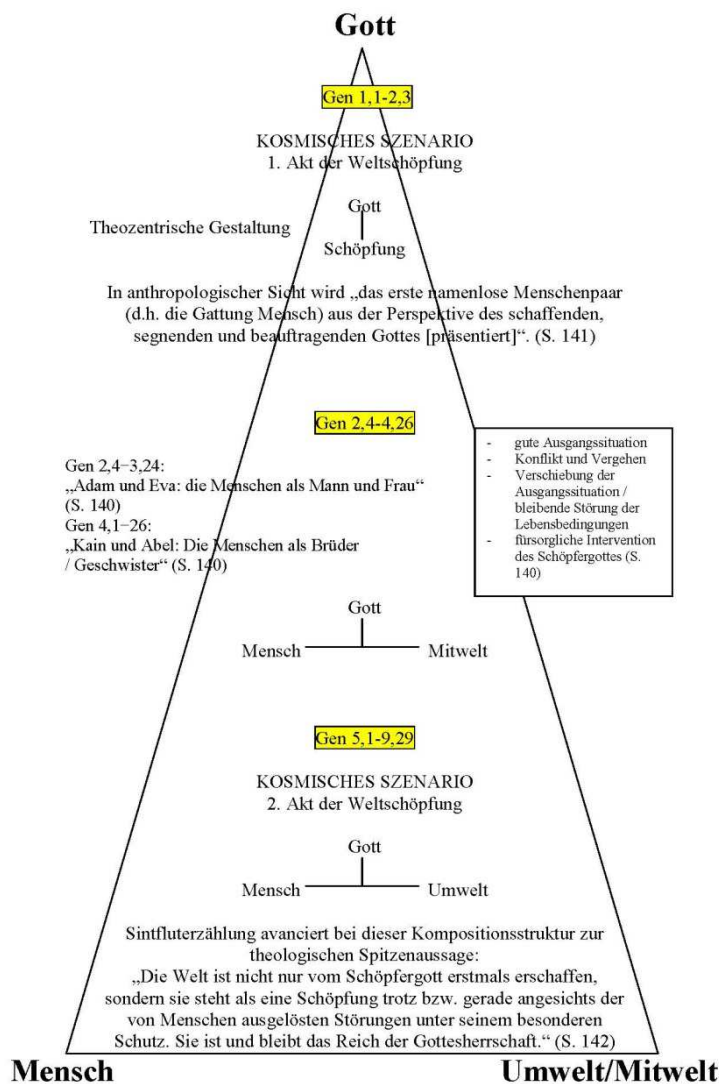 Gott
Gen 1,1-2,3
KOSMISCHES SZENARIO
1. Akt der Weltschöpfung
Gott
Theozentrische Gestaltung
Schöpfung
In anthropologischer Sicht wird „das erste namenlose Menschenpaar
(d.h. die Gattung Mensch) aus der Perspektive des schaffenden,
segnenden und beauftragenden Gottes [präsentiert]“. (S. 141)
Gen 2,4-4,26
Gen 2,4−3,24:
„Adam und Eva: die Menschen als Mann und Frau“
(S. 140)
Gen 4,1−26:
„Kain und Abel: Die Menschen als Brüder
/ Geschwister“ (S. 140)
- gute Ausgangssituation
- Konflikt und Vergehen
- Verschiebung der
Ausgangssituation /
bleibende Störung der
Lebensbedingungen
- fürsorgliche Intervention
des Schöpfergottes (S.
140)
Gott
Mensch Mitwelt
Gen 5,1-9,29
KOSMISCHES SZENARIO
2. Akt der Weltschöpfung
Gott
Mensch Umwelt
Sintfluterzählung avanciert bei dieser Kompositionsstruktur zur
theologischen Spitzenaussage:
„Die Welt ist nicht nur vom Schöpfergott erstmals erschaffen,
sondern sie steht als eine Schöpfung trotz bzw. gerade angesichts der
von Menschen ausgelösten Störungen unter seinem besonderen
Schutz. Sie ist und bleibt das Reich der Gottesherrschaft.“ (S. 142)
Mensch Umwelt/Mitwelt